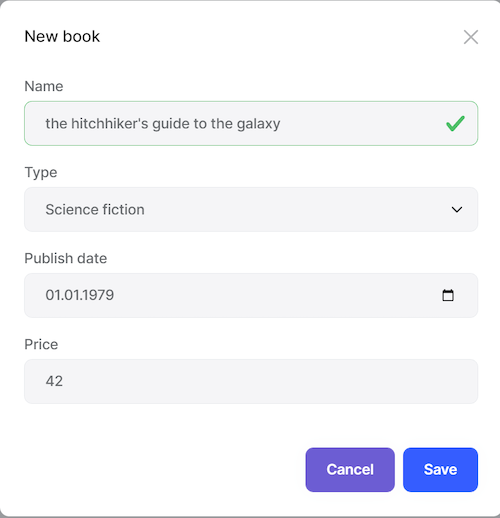 New book
Name
the hitchhiker's guide to the galaxy
Type
Science fiction
Publish date
01.01.1979
Price
42
Cancel Save